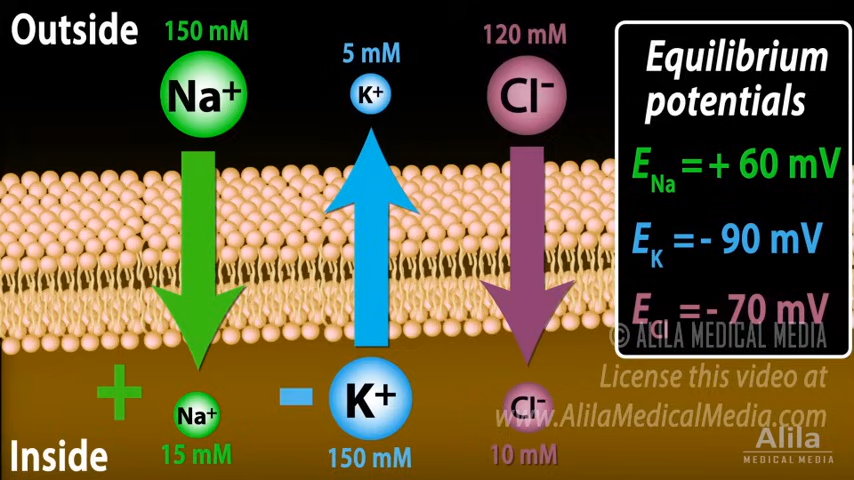 Outside
150 mM
Na+
5 mM
K+
120 mM
Cl-
Equilibrium
potentials
ENa = + 60 mV
EK = - 90 mV
ECl = - 70 mV
© ALILA MEDICAL MEDIA
License this video at
www.AlilaMedicalMedia.com
+
Na+
15 mM
-
K+
150 mM
Cl-
10 mM
Inside
Alila
MEDICAL MEDIA